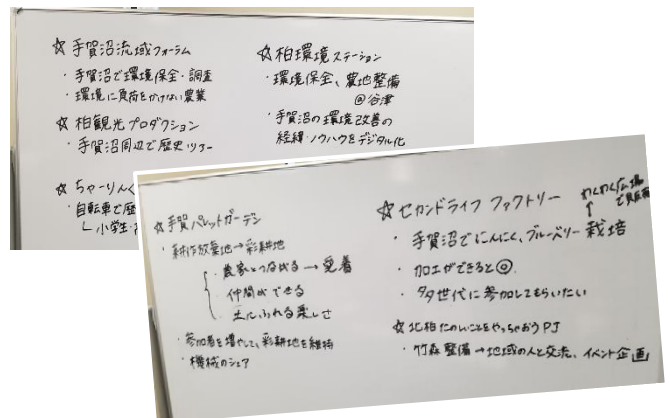 ☆手賀沼流域フォーラム
・手賀沼で環境保全・調査
・環境に負荷をかけない農業
☆柏観光プロダクション
・手賀沼周辺で歴史ツアー
☆ちゃーりんく
・自転車で歴
└小学生・
☆柏環境ステーション
・環境保全、農地整備
@谷津
・手賀沼の環境改善の
経緯・ノウハウをデジタル化
☆手賀パレットガーデン
・耕作放棄地→彩耕地
・農家とつながる→愛着
・仲間ができる
・土にふれる楽しさ
・参加者を増やして、彩耕地を維持
・機械のシェア
☆セカンドライフ ファクトリー
わくわく広場
で販売
↑
・手賀沼でにんにく、ブルーベリー栽培
・加工ができると◎
・多世代に参加してもらいたい
☆北柏たのしいことをやっちゃおうPJ
・竹森整備→地域の人と交流、イベント企画